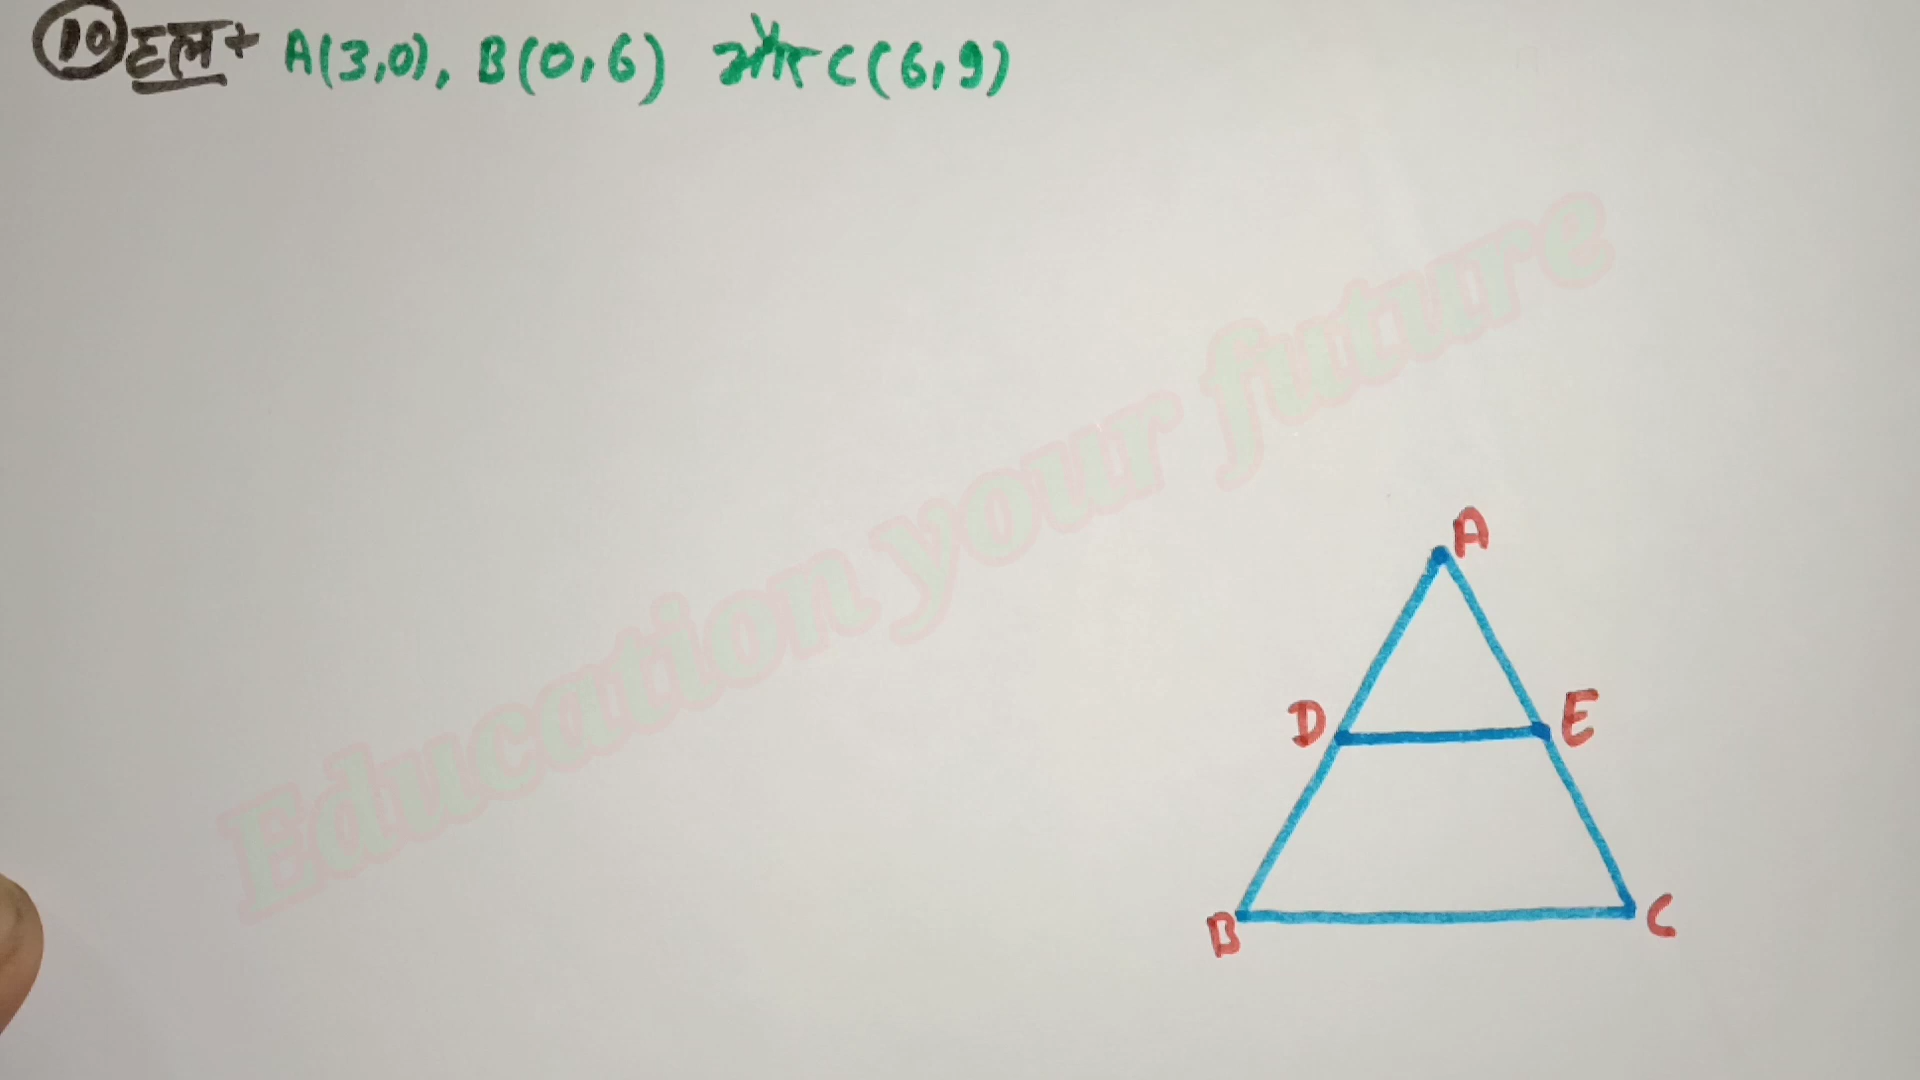 10 हल→ A(3,0), B(0,6) और C(6,9)
Education your future
A
D E
B C